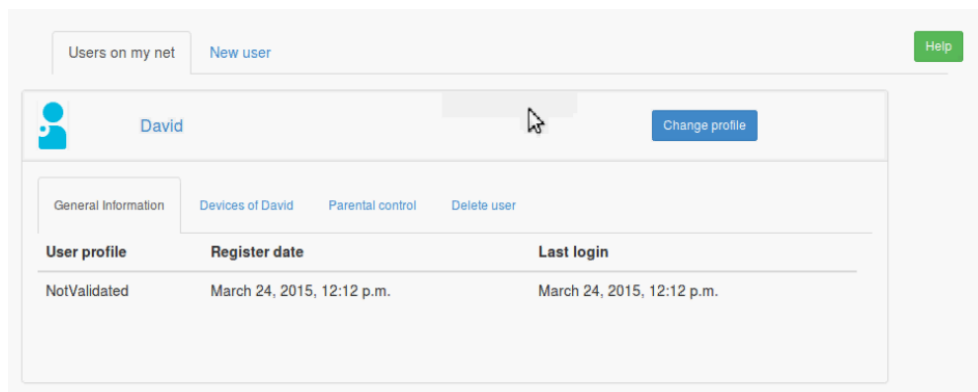 Users on my net New user Help
David Change profile
General Information Devices of David Parental control Delete user
User profile Register date Last login
NotValidated March 24, 2015, 12:12 p.m. March 24, 2015, 12:12 p.m.